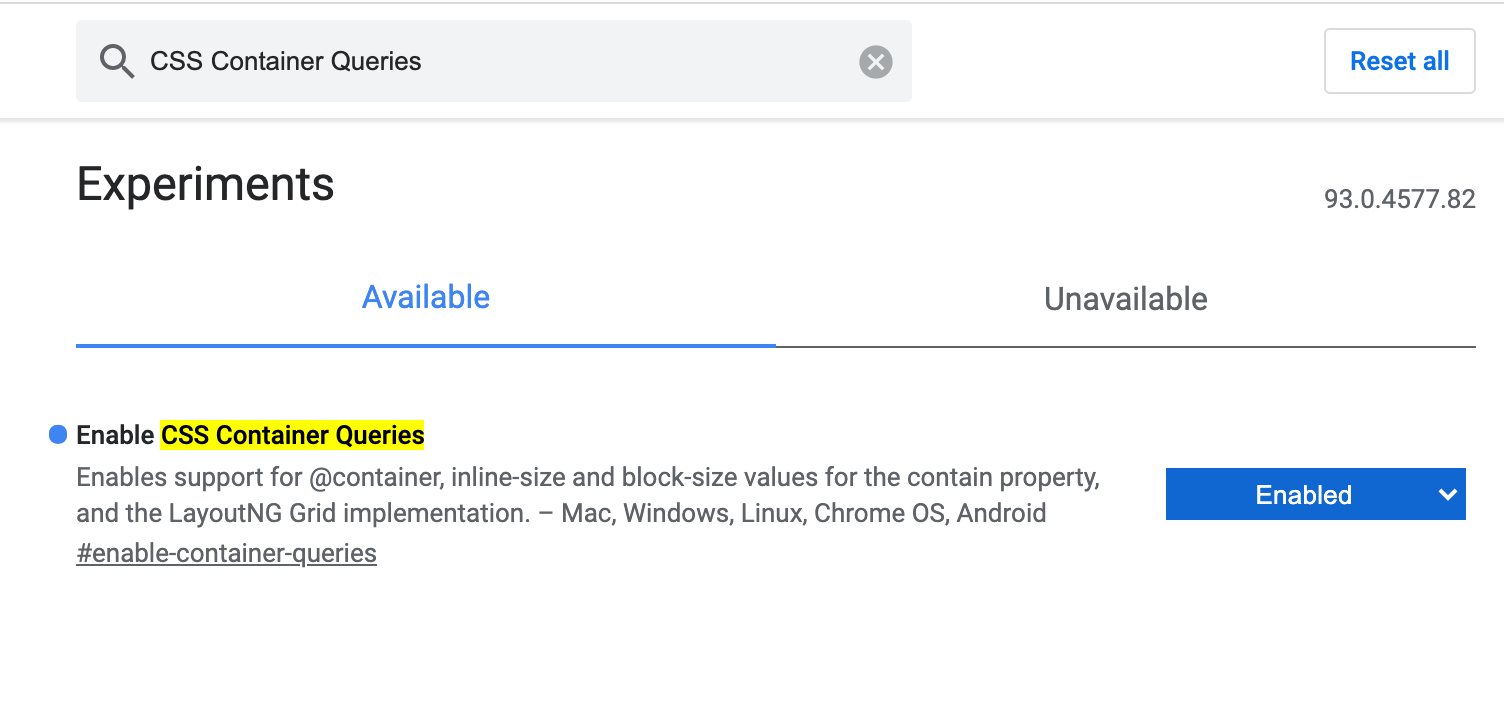 CSS Container Queries
Reset all
Experiments
93.0.4577.82
Available
Unavailable
Enable CSS Container Queries
Enables support for @container, inline-size and block-size values for the contain property,
and the LayoutNG Grid implementation. – Mac, Windows, Linux, Chrome OS, Android
Enabled
#enable-container-queries